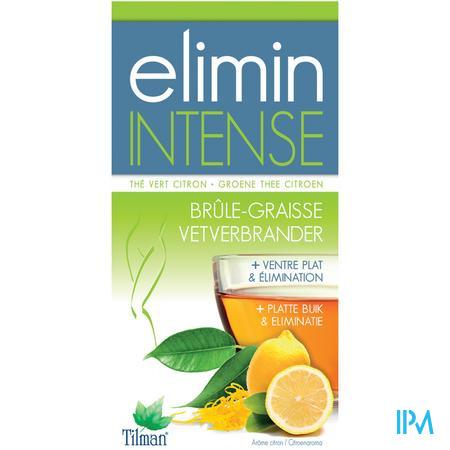 elimin
INTENSE
THÉ VERT CITRON • GROENE THEE CITROEN
BRÛLE-GRAISSE
VETVERBRANDER
+ VENTRE PLAT
& ÉLIMINATION
+ PLATTE BUIK
& ELIMINATIE
Tilman®
Arôme citron / Citroenaroma
IPM